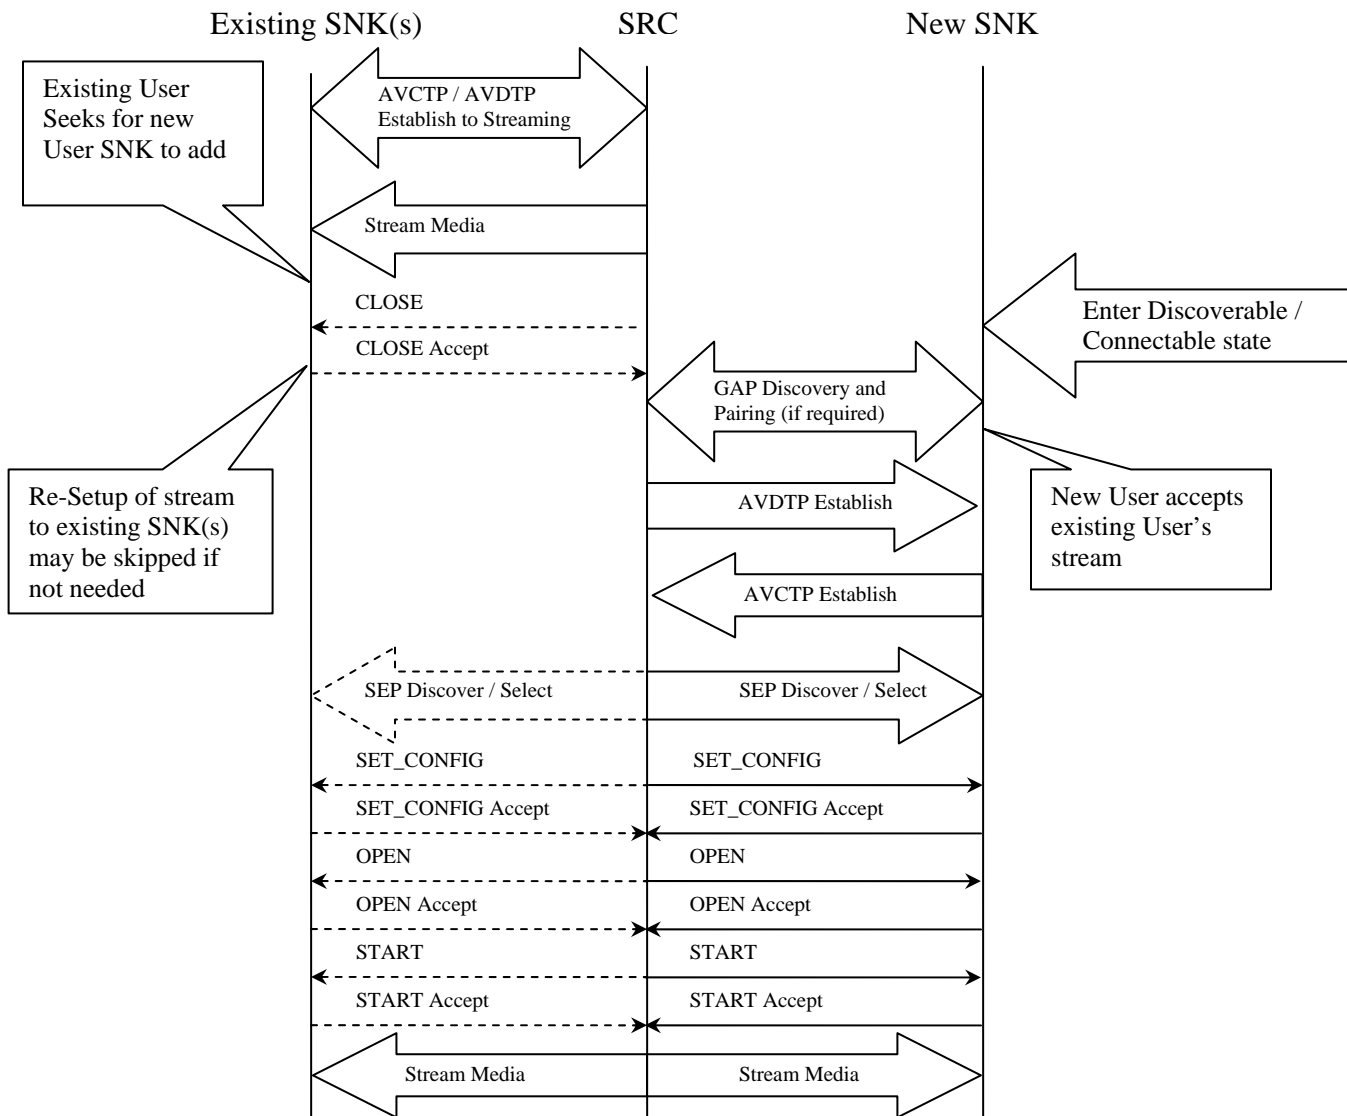 Existing SNK(s)
SRC
New SNK
Existing User
Seeks for new
User SNK to add
AVCTP / AVDTP
Establish to Streaming
Stream Media
CLOSE
CLOSE Accept
Enter Discoverable /
Connectable state
GAP Discovery and
Pairing (if required)
Re-Setup of stream
to existing SNK(s)
may be skipped if
not needed
AVDTP Establish
New User accepts
existing User's
stream
AVCTP Establish
SEP Discover / Select
SEP Discover / Select
SET_CONFIG
SET_CONFIG
SET_CONFIG Accept
SET_CONFIG Accept
OPEN
OPEN
OPEN Accept
OPEN Accept
START
START
START Accept
START Accept
Stream Media
Stream Media